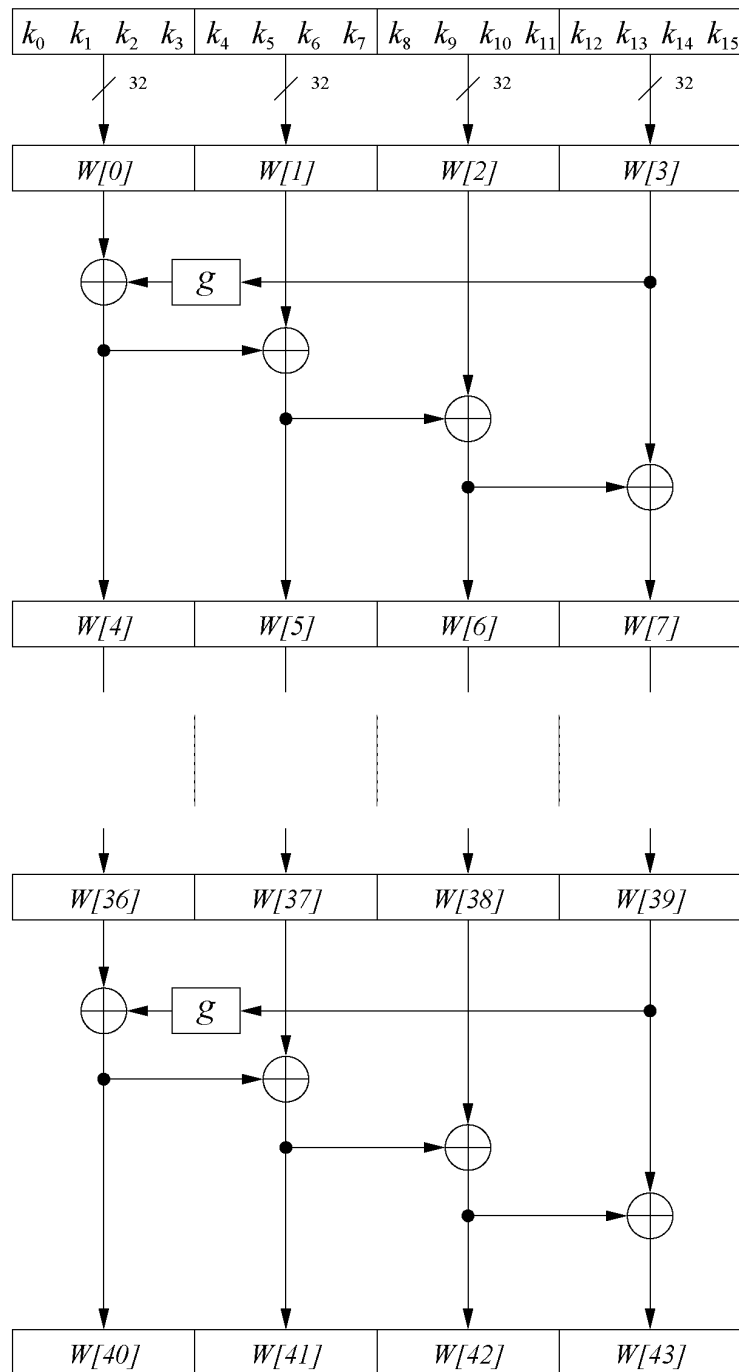 k₀ k₁ k₂ k₃ k₄ k₅ k₆ k₇ k₈ k₉ k₁₀ k₁₁ k₁₂ k₁₃ k₁₄ k₁₅
32 32 32 32
W[0] W[1] W[2] W[3]
g
W[4] W[5] W[6] W[7]
W[36] W[37] W[38] W[39]
g
W[40] W[41] W[42] W[43]